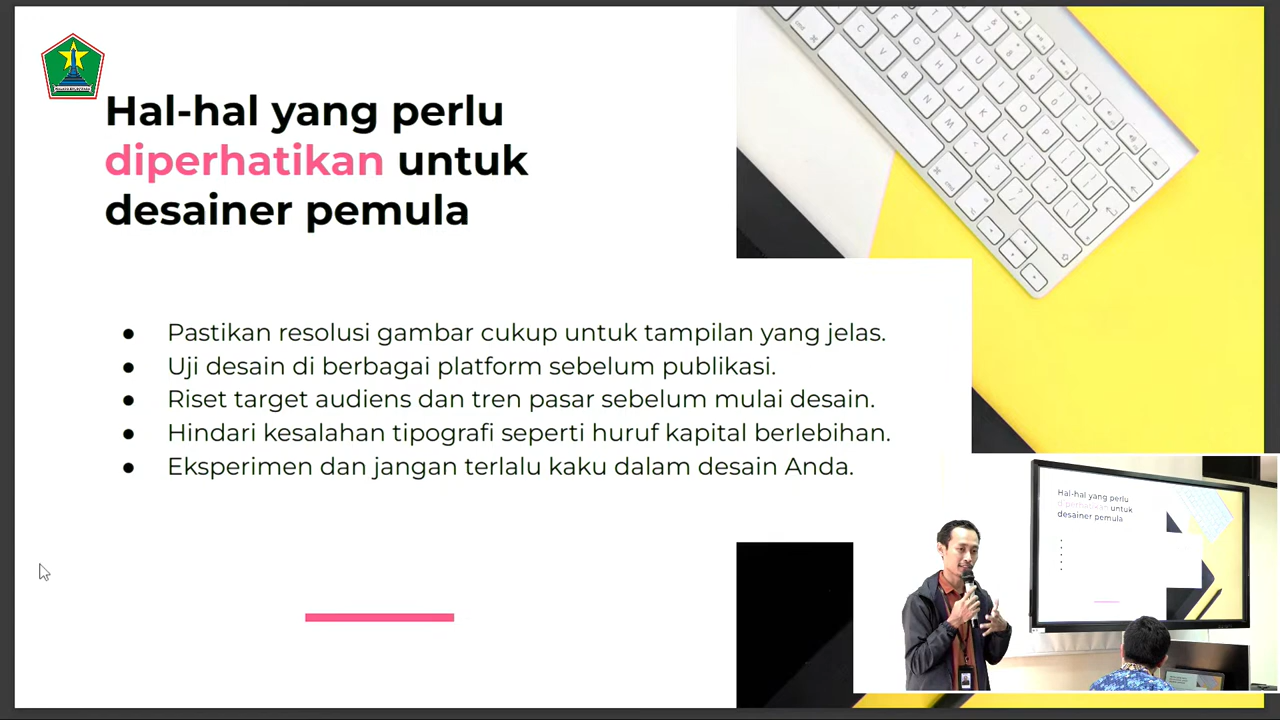 Hal-hal yang perlu
diperhatikan untuk
desainer pemula
● Pastikan resolusi gambar cukup untuk tampilan yang jelas.
● Uji desain di berbagai platform sebelum publikasi.
● Riset target audiens dan tren pasar sebelum mulai desain.
● Hindari kesalahan tipografi seperti huruf kapital berlebihan.
● Eksperimen dan jangan terlalu kaku dalam desain Anda.
Hal-hal yang perlu
diperhatikan untuk
desainer pemula